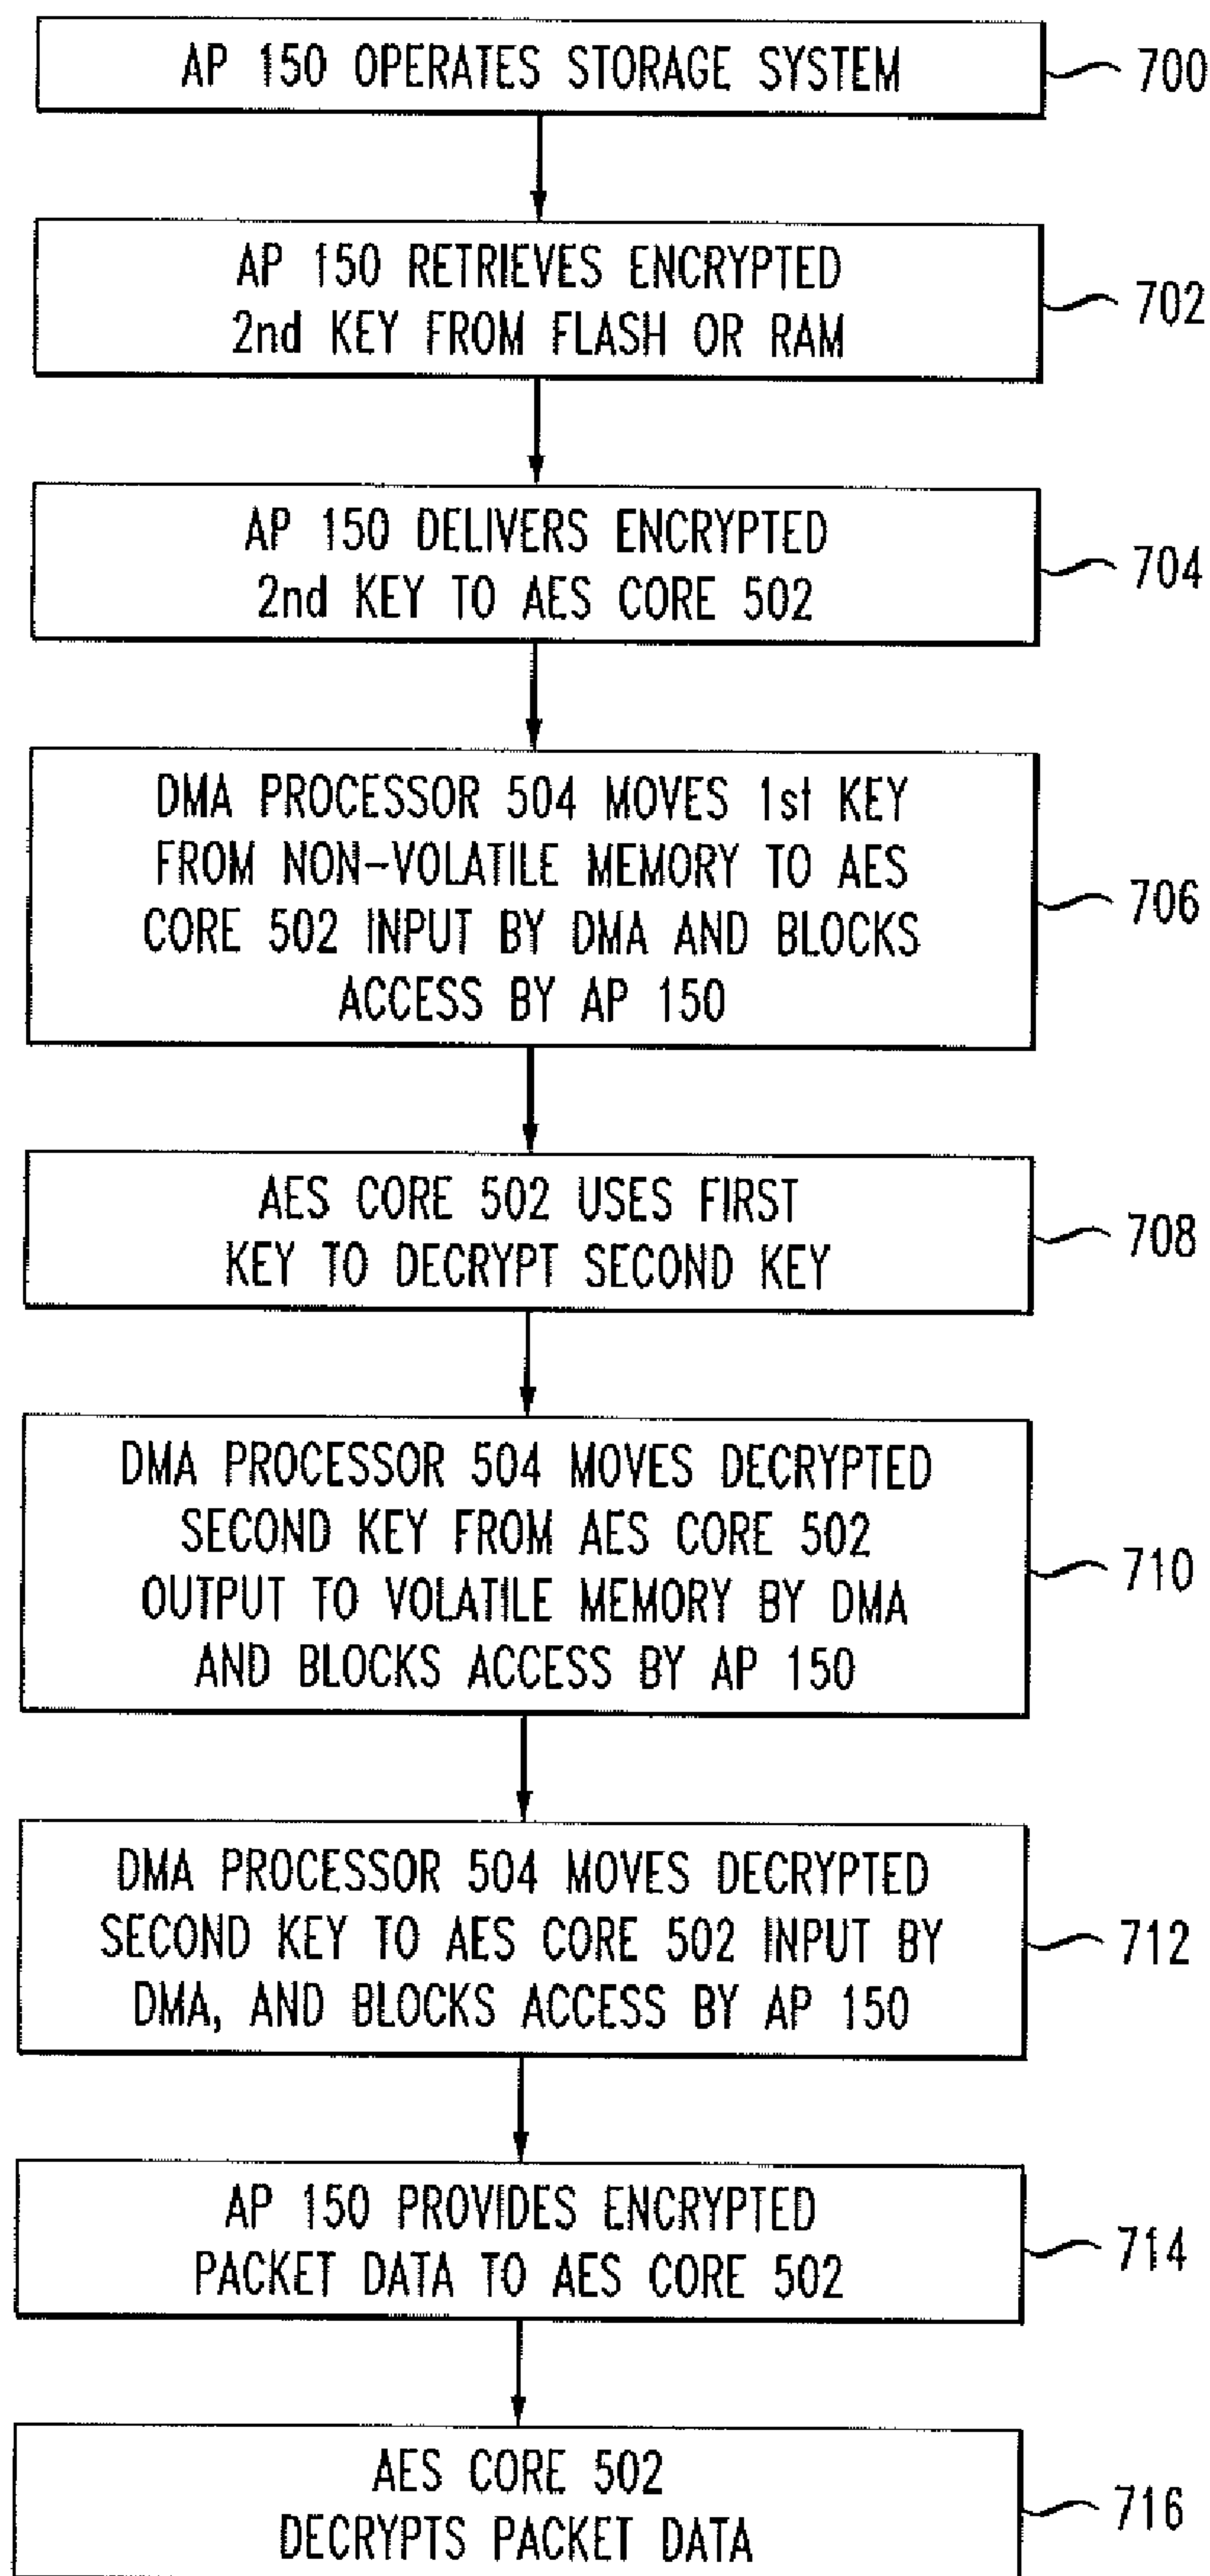 AP 150 OPERATES STORAGE SYSTEM
700
AP 150 RETRIEVES ENCRYPTED
2nd KEY FROM FLASH OR RAM
702
AP 150 DELIVERS ENCRYPTED
2nd KEY TO AES CORE 502
704
DMA PROCESSOR 504 MOVES 1st KEY
FROM NON-VOLATILE MEMORY TO AES
CORE 502 INPUT BY DMA AND BLOCKS
ACCESS BY AP 150
706
AES CORE 502 USES FIRST
KEY TO DECRYPT SECOND KEY
708
DMA PROCESSOR 504 MOVES DECRYPTED
SECOND KEY FROM AES CORE 502
OUTPUT TO VOLATILE MEMORY BY DMA
AND BLOCKS ACCESS BY AP 150
710
DMA PROCESSOR 504 MOVES DECRYPTED
SECOND KEY TO AES CORE 502 INPUT BY
DMA, AND BLOCKS ACCESS BY AP 150
712
AP 150 PROVIDES ENCRYPTED
PACKET DATA TO AES CORE 502
714
AES CORE 502
DECRYPTS PACKET DATA
716